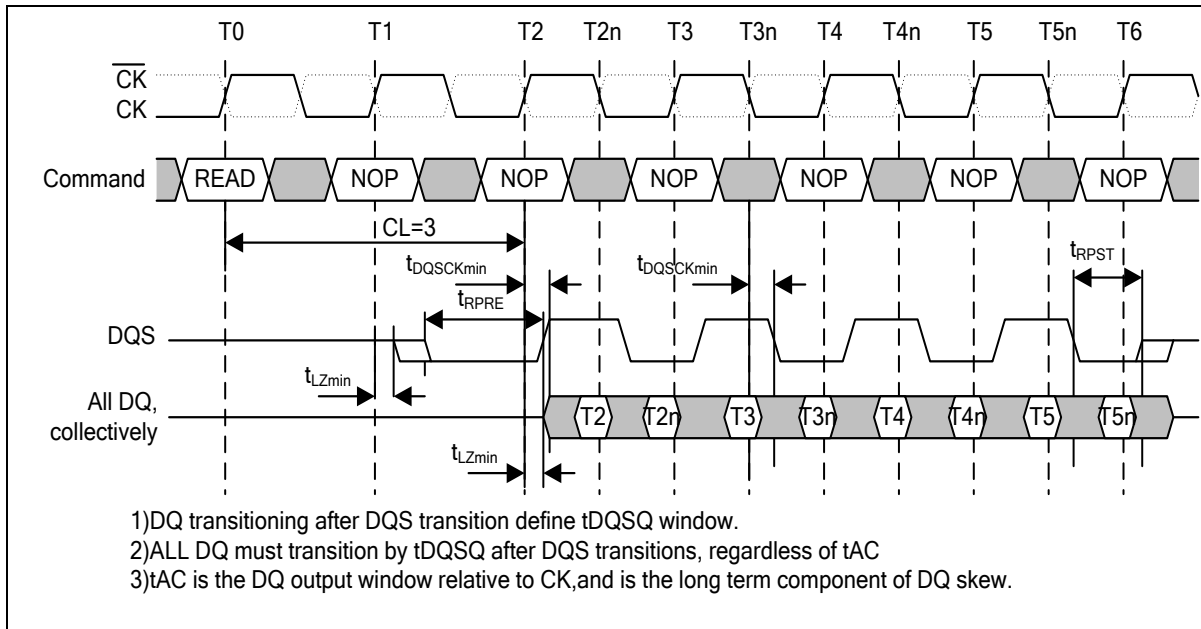 T0 T1 T2 T2n T3 T3n T4 T4n T5 T5n T6
CK
CK
Command READ NOP NOP NOP NOP NOP NOP
CL=3
tDQSCKmin tDQSCKmin tRPST
tRPRE
DQS
tLZmin
All DQ,
collectively
T2 T2n T3 T3n T4 T4n T5 T5n
tLZmin
1)DQ transitioning after DQS transition define tDQSQ window.
2)ALL DQ must transition by tDQSQ after DQS transitions, regardless of tAC
3)tAC is the DQ output window relative to CK,and is the long term component of DQ skew.